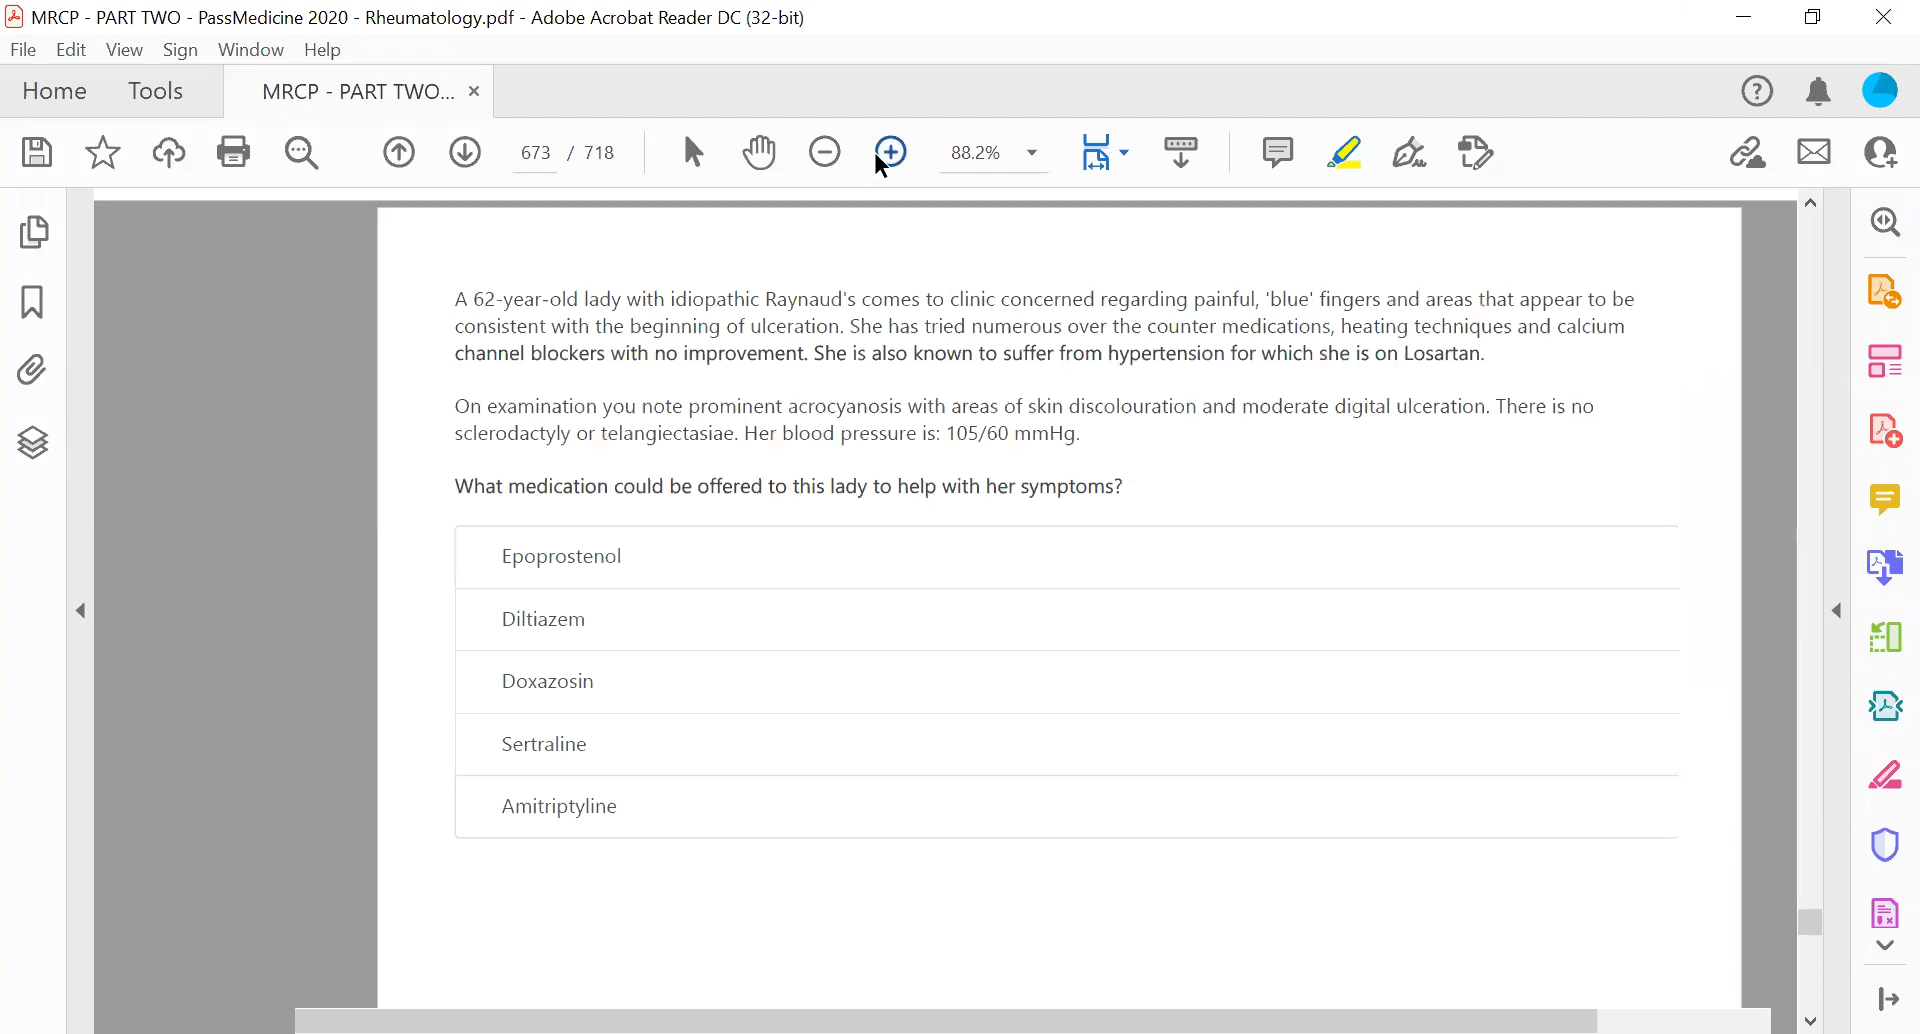 MRCP - PART TWO - PassMedicine 2020 - Rheumatology.pdf - Adobe Acrobat Reader DC (32-bit)
File Edit View Sign Window Help
Home Tools MRCP - PART TWO...
673 / 718 88.2%
A 62-year-old lady with idiopathic Raynaud's comes to clinic concerned regarding painful, 'blue' fingers and areas that appear to be
consistent with the beginning of ulceration. She has tried numerous over the counter medications, heating techniques and calcium
channel blockers with no improvement. She is also known to suffer from hypertension for which she is on Losartan.
On examination you note prominent acrocyanosis with areas of skin discolouration and moderate digital ulceration. There is no
sclerodactyly or telangiectasiae. Her blood pressure is: 105/60 mmHg.
What medication could be offered to this lady to help with her symptoms?
Epoprostenol
Diltiazem
Doxazosin
Sertraline
Amitriptyline